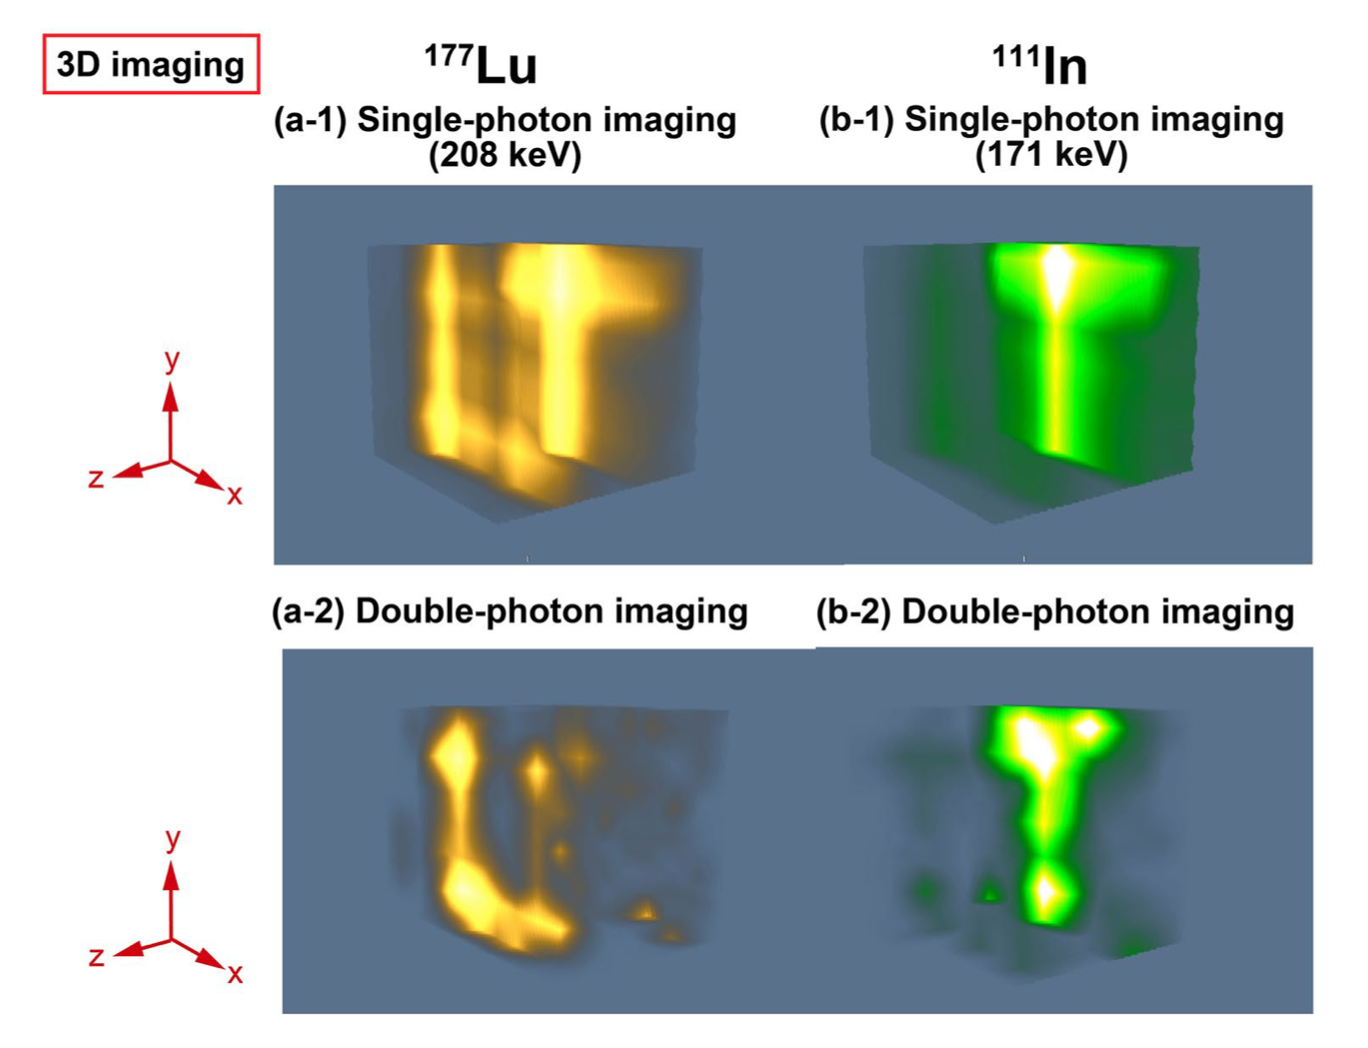 3D imaging
¹⁷⁷Lu
¹¹¹In
(a-1) Single-photon imaging
(208 keV)
(b-1) Single-photon imaging
(171 keV)
y
z
x
(a-2) Double-photon imaging
(b-2) Double-photon imaging
y
z
x